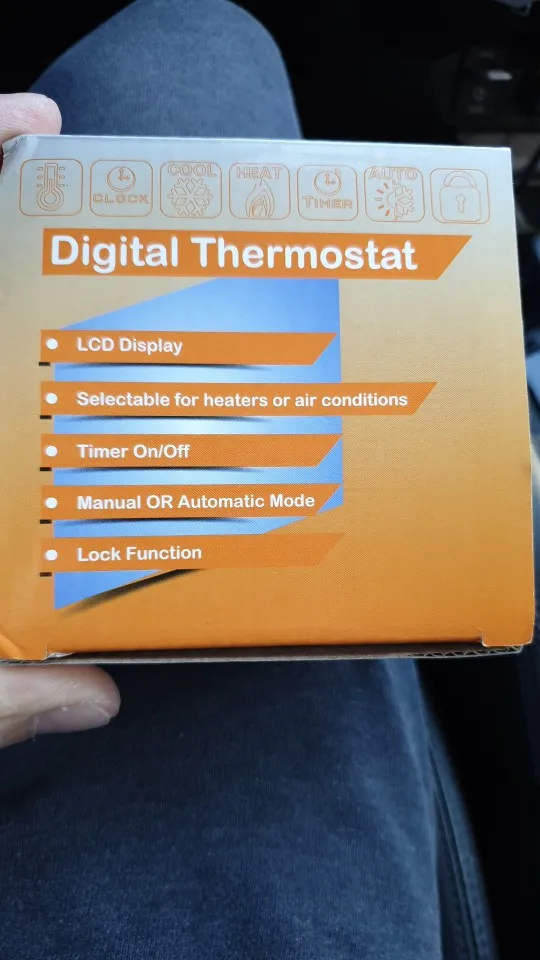 CLOCK COOL HEAT TIMER AUTO
Digital Thermostat
LCD Display
Selectable for heaters or air conditions
Timer On/Off
Manual OR Automatic Mode
Lock Function